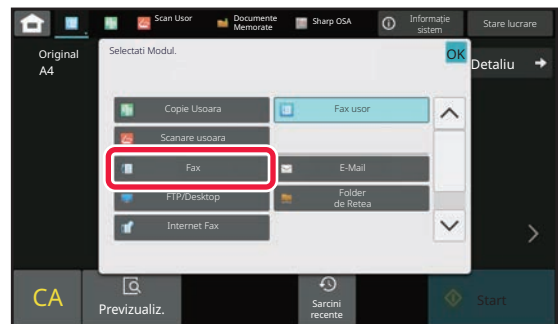 Scan Usor
Documente
Memorate
Sharp OSA
Informație
sistem
Stare lucrare
Original
A4
Selectati Modul.
OK
Detaliu
Copie Usoara
Fax usor
Scanare usoara
Fax
E-Mail
FTP/Desktop
Folder
de Retea
Internet Fax
CA
Previzualiz.
Sarcini
recente
Start